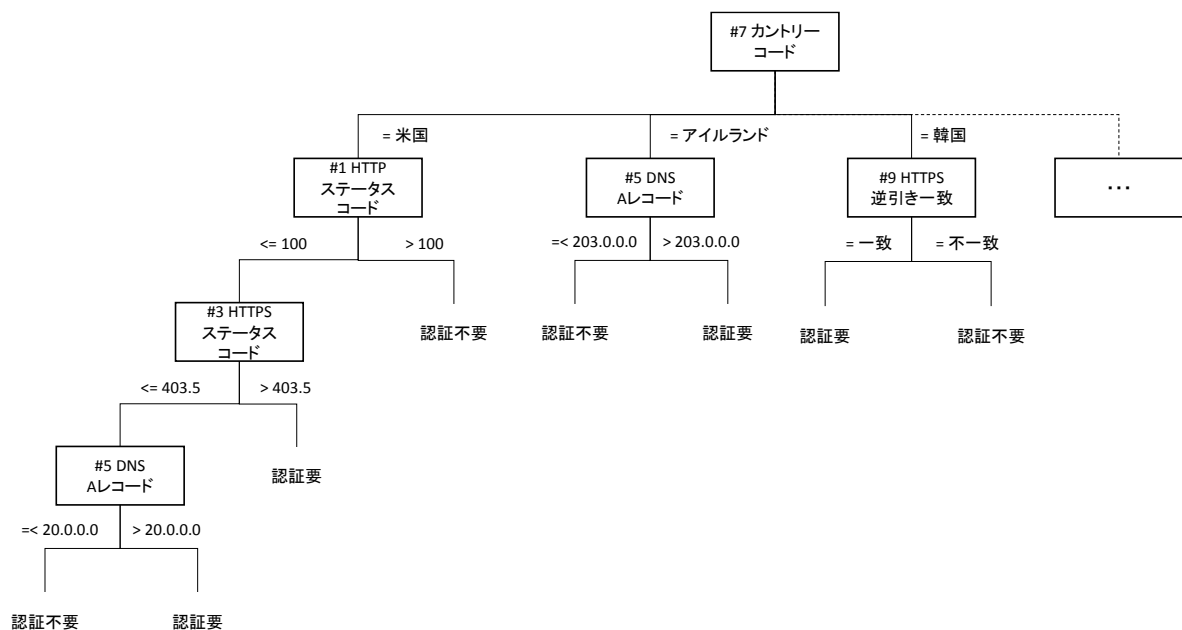 #7 カントリー
コード
= 米国
= アイルランド
= 韓国
#1 HTTP
ステータス
コード
#5 DNS
Aレコード
#9 HTTPS
逆引き一致
...
<= 100
> 100
=< 203.0.0.0
> 203.0.0.0
= 一致
= 不一致
#3 HTTPS
ステータス
コード
認証不要
認証不要
認証要
認証要
認証不要
<= 403.5
> 403.5
#5 DNS
Aレコード
認証要
=< 20.0.0.0
> 20.0.0.0
認証不要
認証要